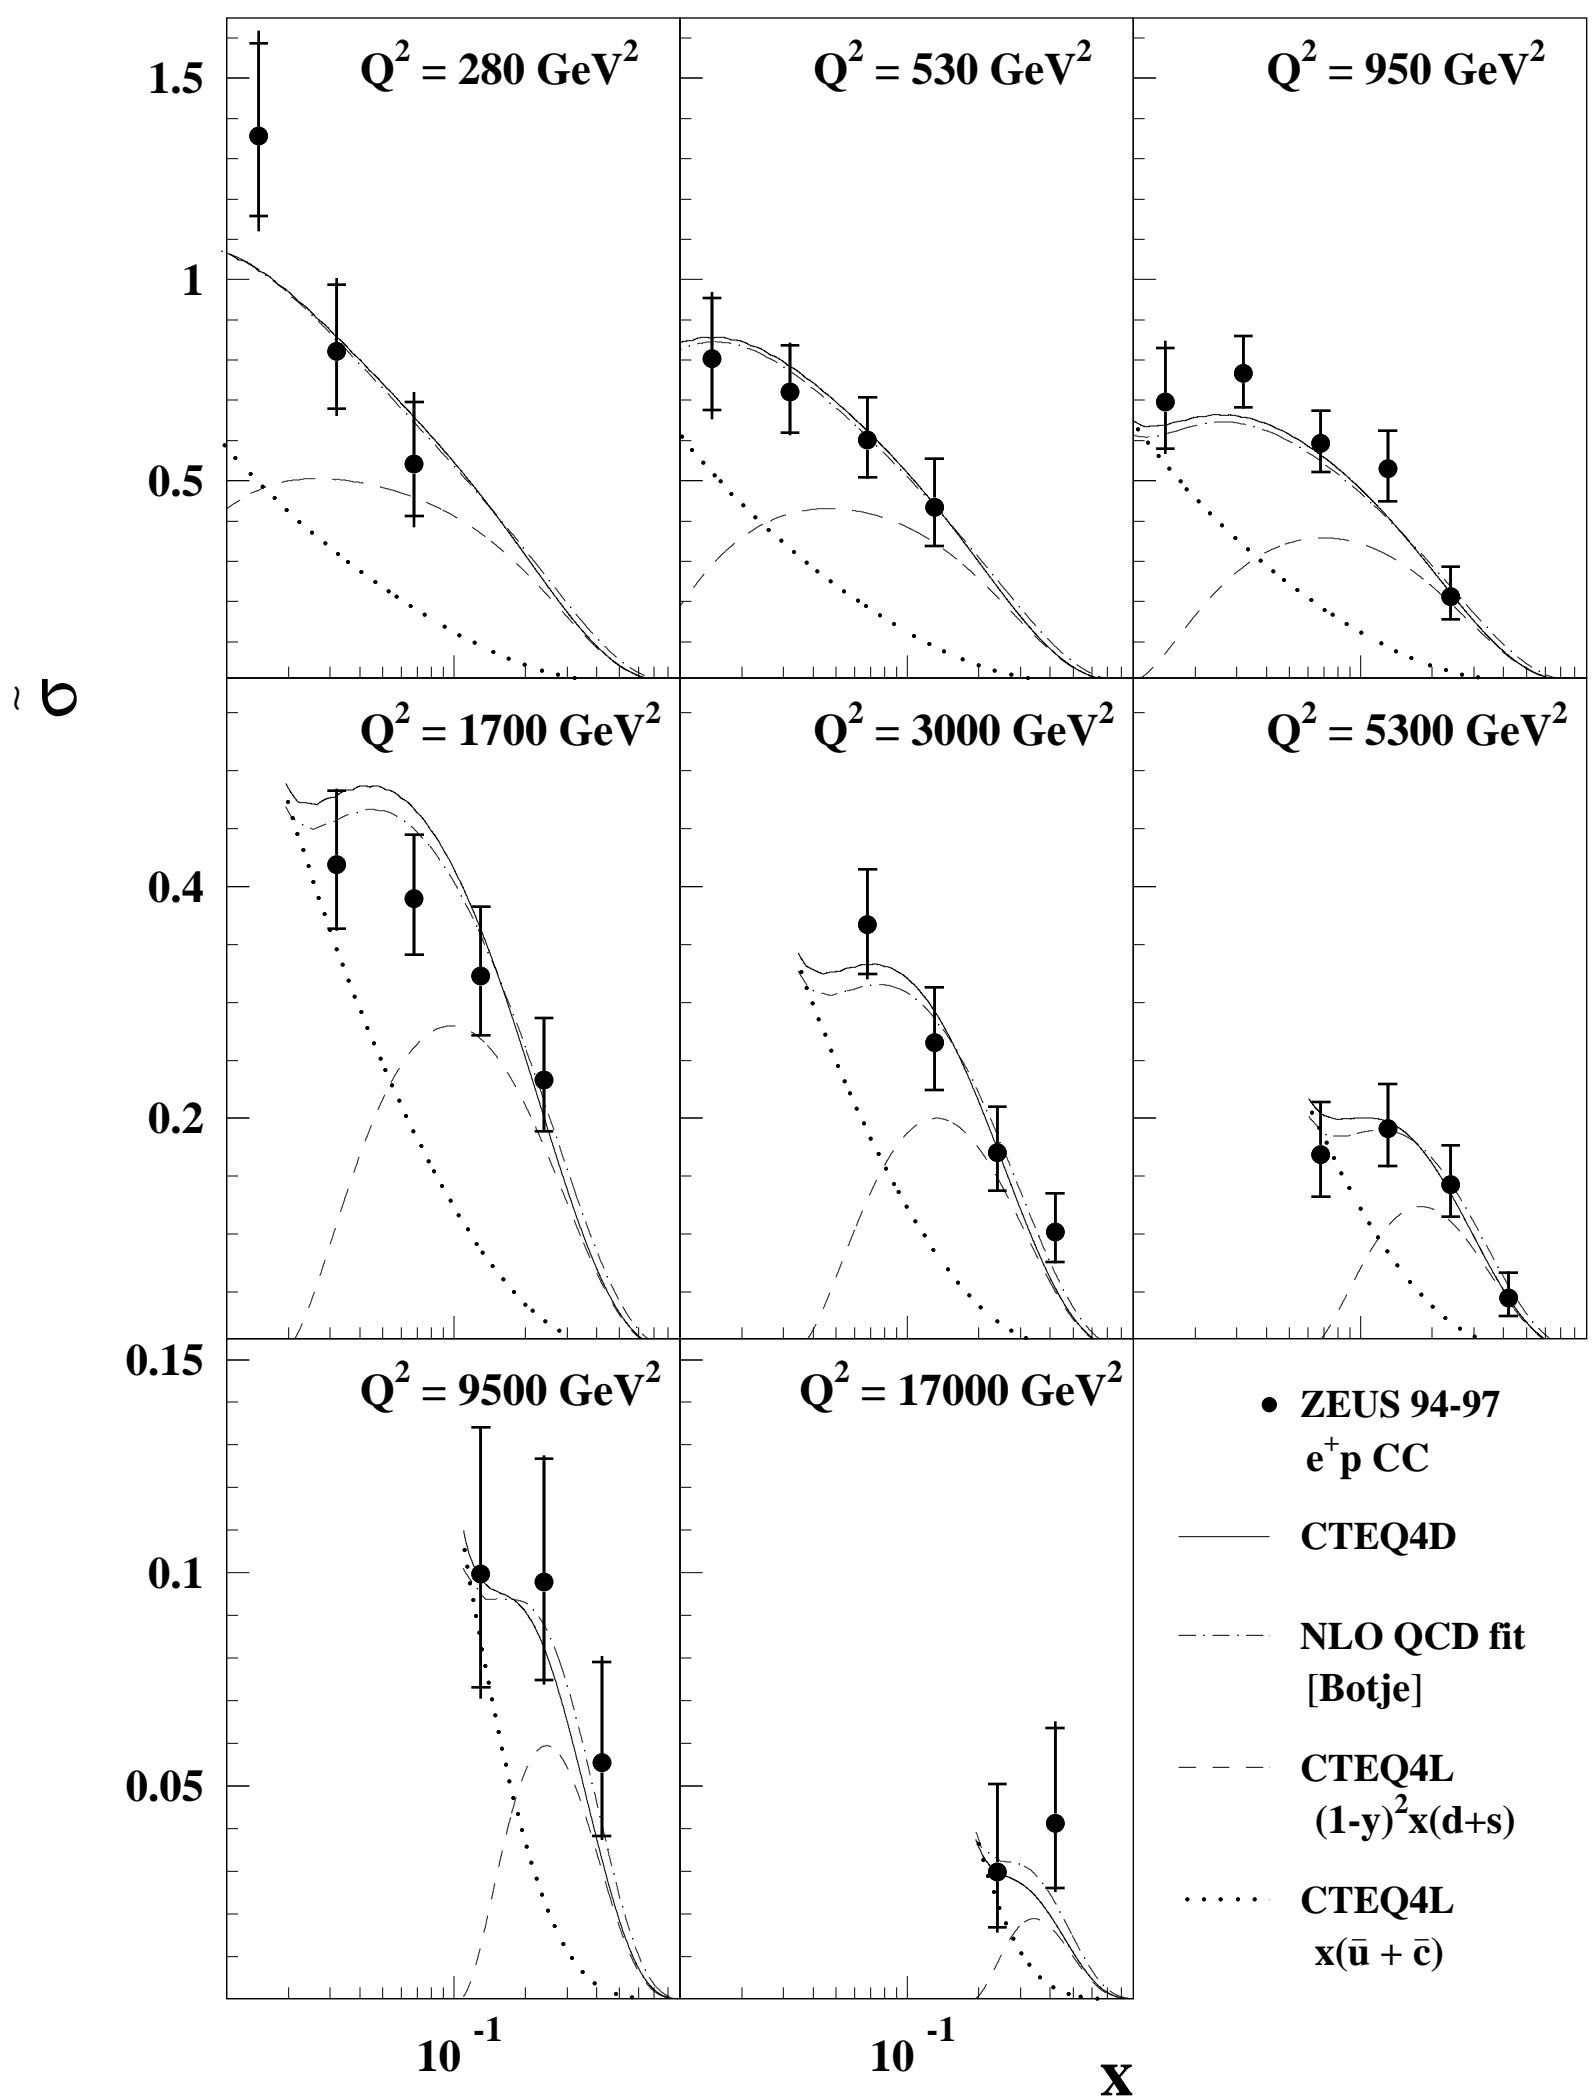 Q² = 280 GeV²
Q² = 530 GeV²
Q² = 950 GeV²
1.5
1
0.5
σ̃
Q² = 1700 GeV²
Q² = 3000 GeV²
Q² = 5300 GeV²
0.4
0.2
Q² = 9500 GeV²
Q² = 17000 GeV²
0.15
0.1
0.05
ZEUS 94-97
e⁺p CC
CTEQ4D
NLO QCD fit
[Botje]
CTEQ4L
(1-y)²x(d+s)
CTEQ4L
x(ū + c̄)
10⁻¹
10⁻¹
x